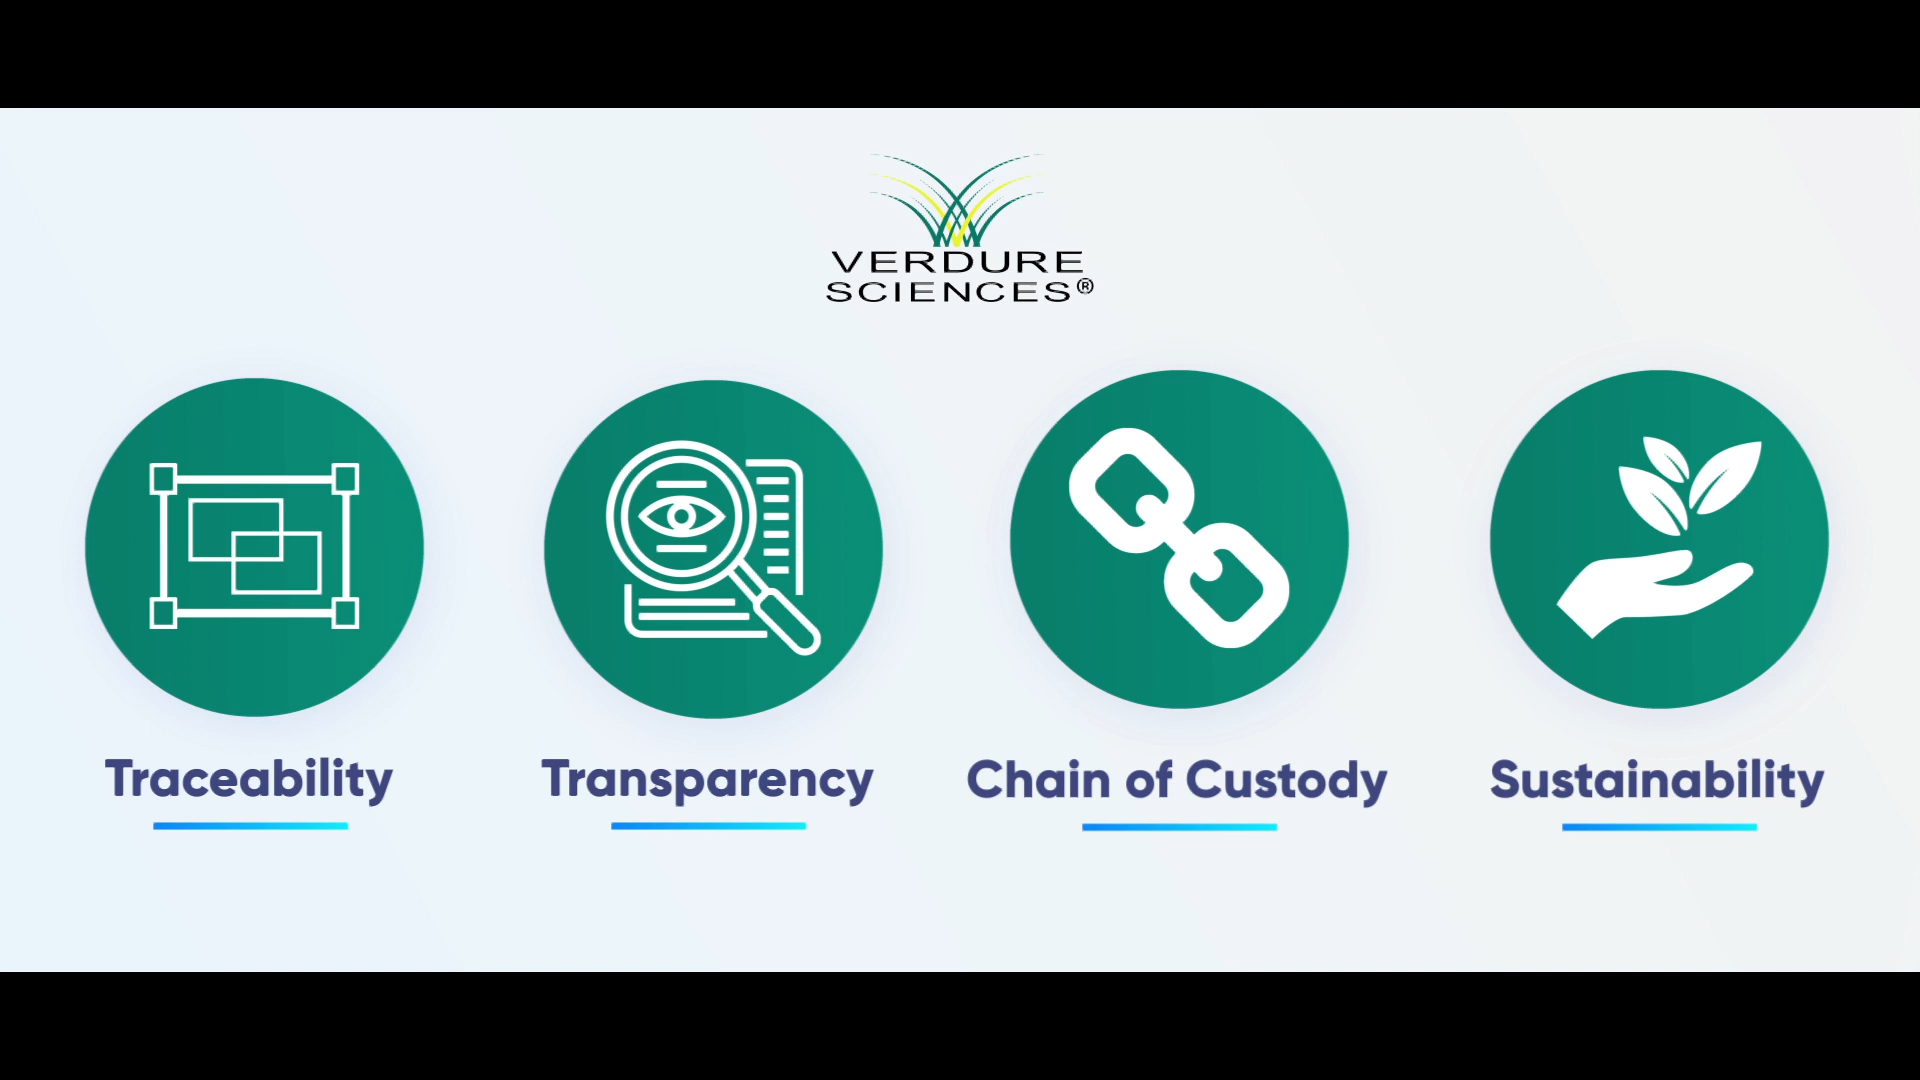 VERDURE
SCIENCES®
Traceability
Transparency
Chain of Custody
Sustainability